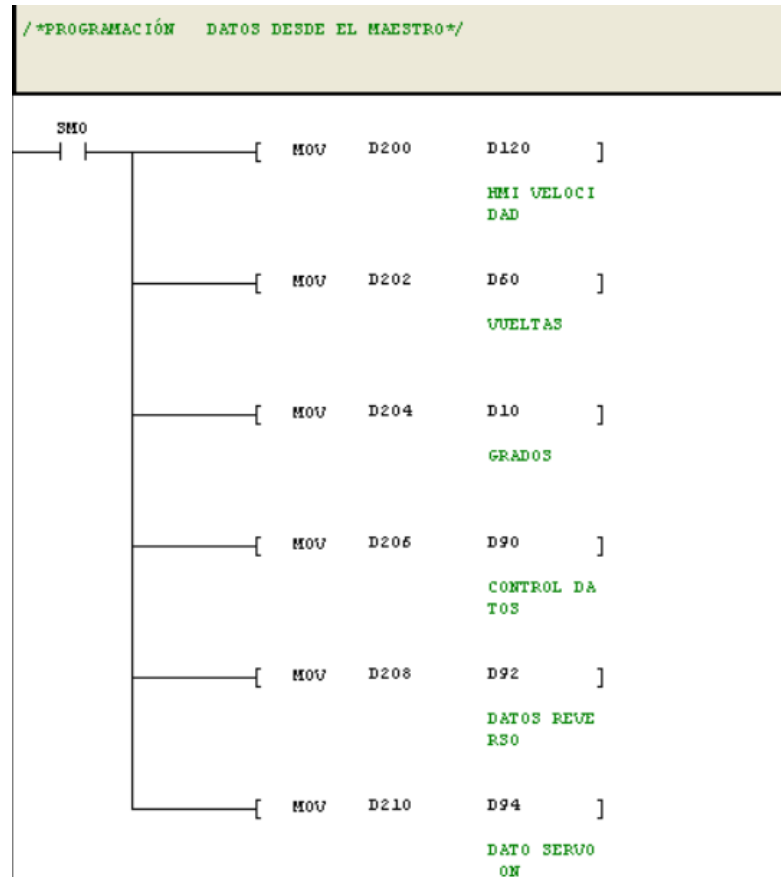 /*PROGRAMACIÓN DATOS DESDE EL MAESTRO*/
SM0
[ MOV D200 D120 ]
HMI VELOCI
DAD
[ MOV D202 D60 ]
VUELTAS
[ MOV D204 D10 ]
GRADOS
[ MOV D206 D90 ]
CONTROL DA
TOS
[ MOV D208 D92 ]
DATOS REVE
RSO
[ MOV D210 D94 ]
DATO SERVO
ON